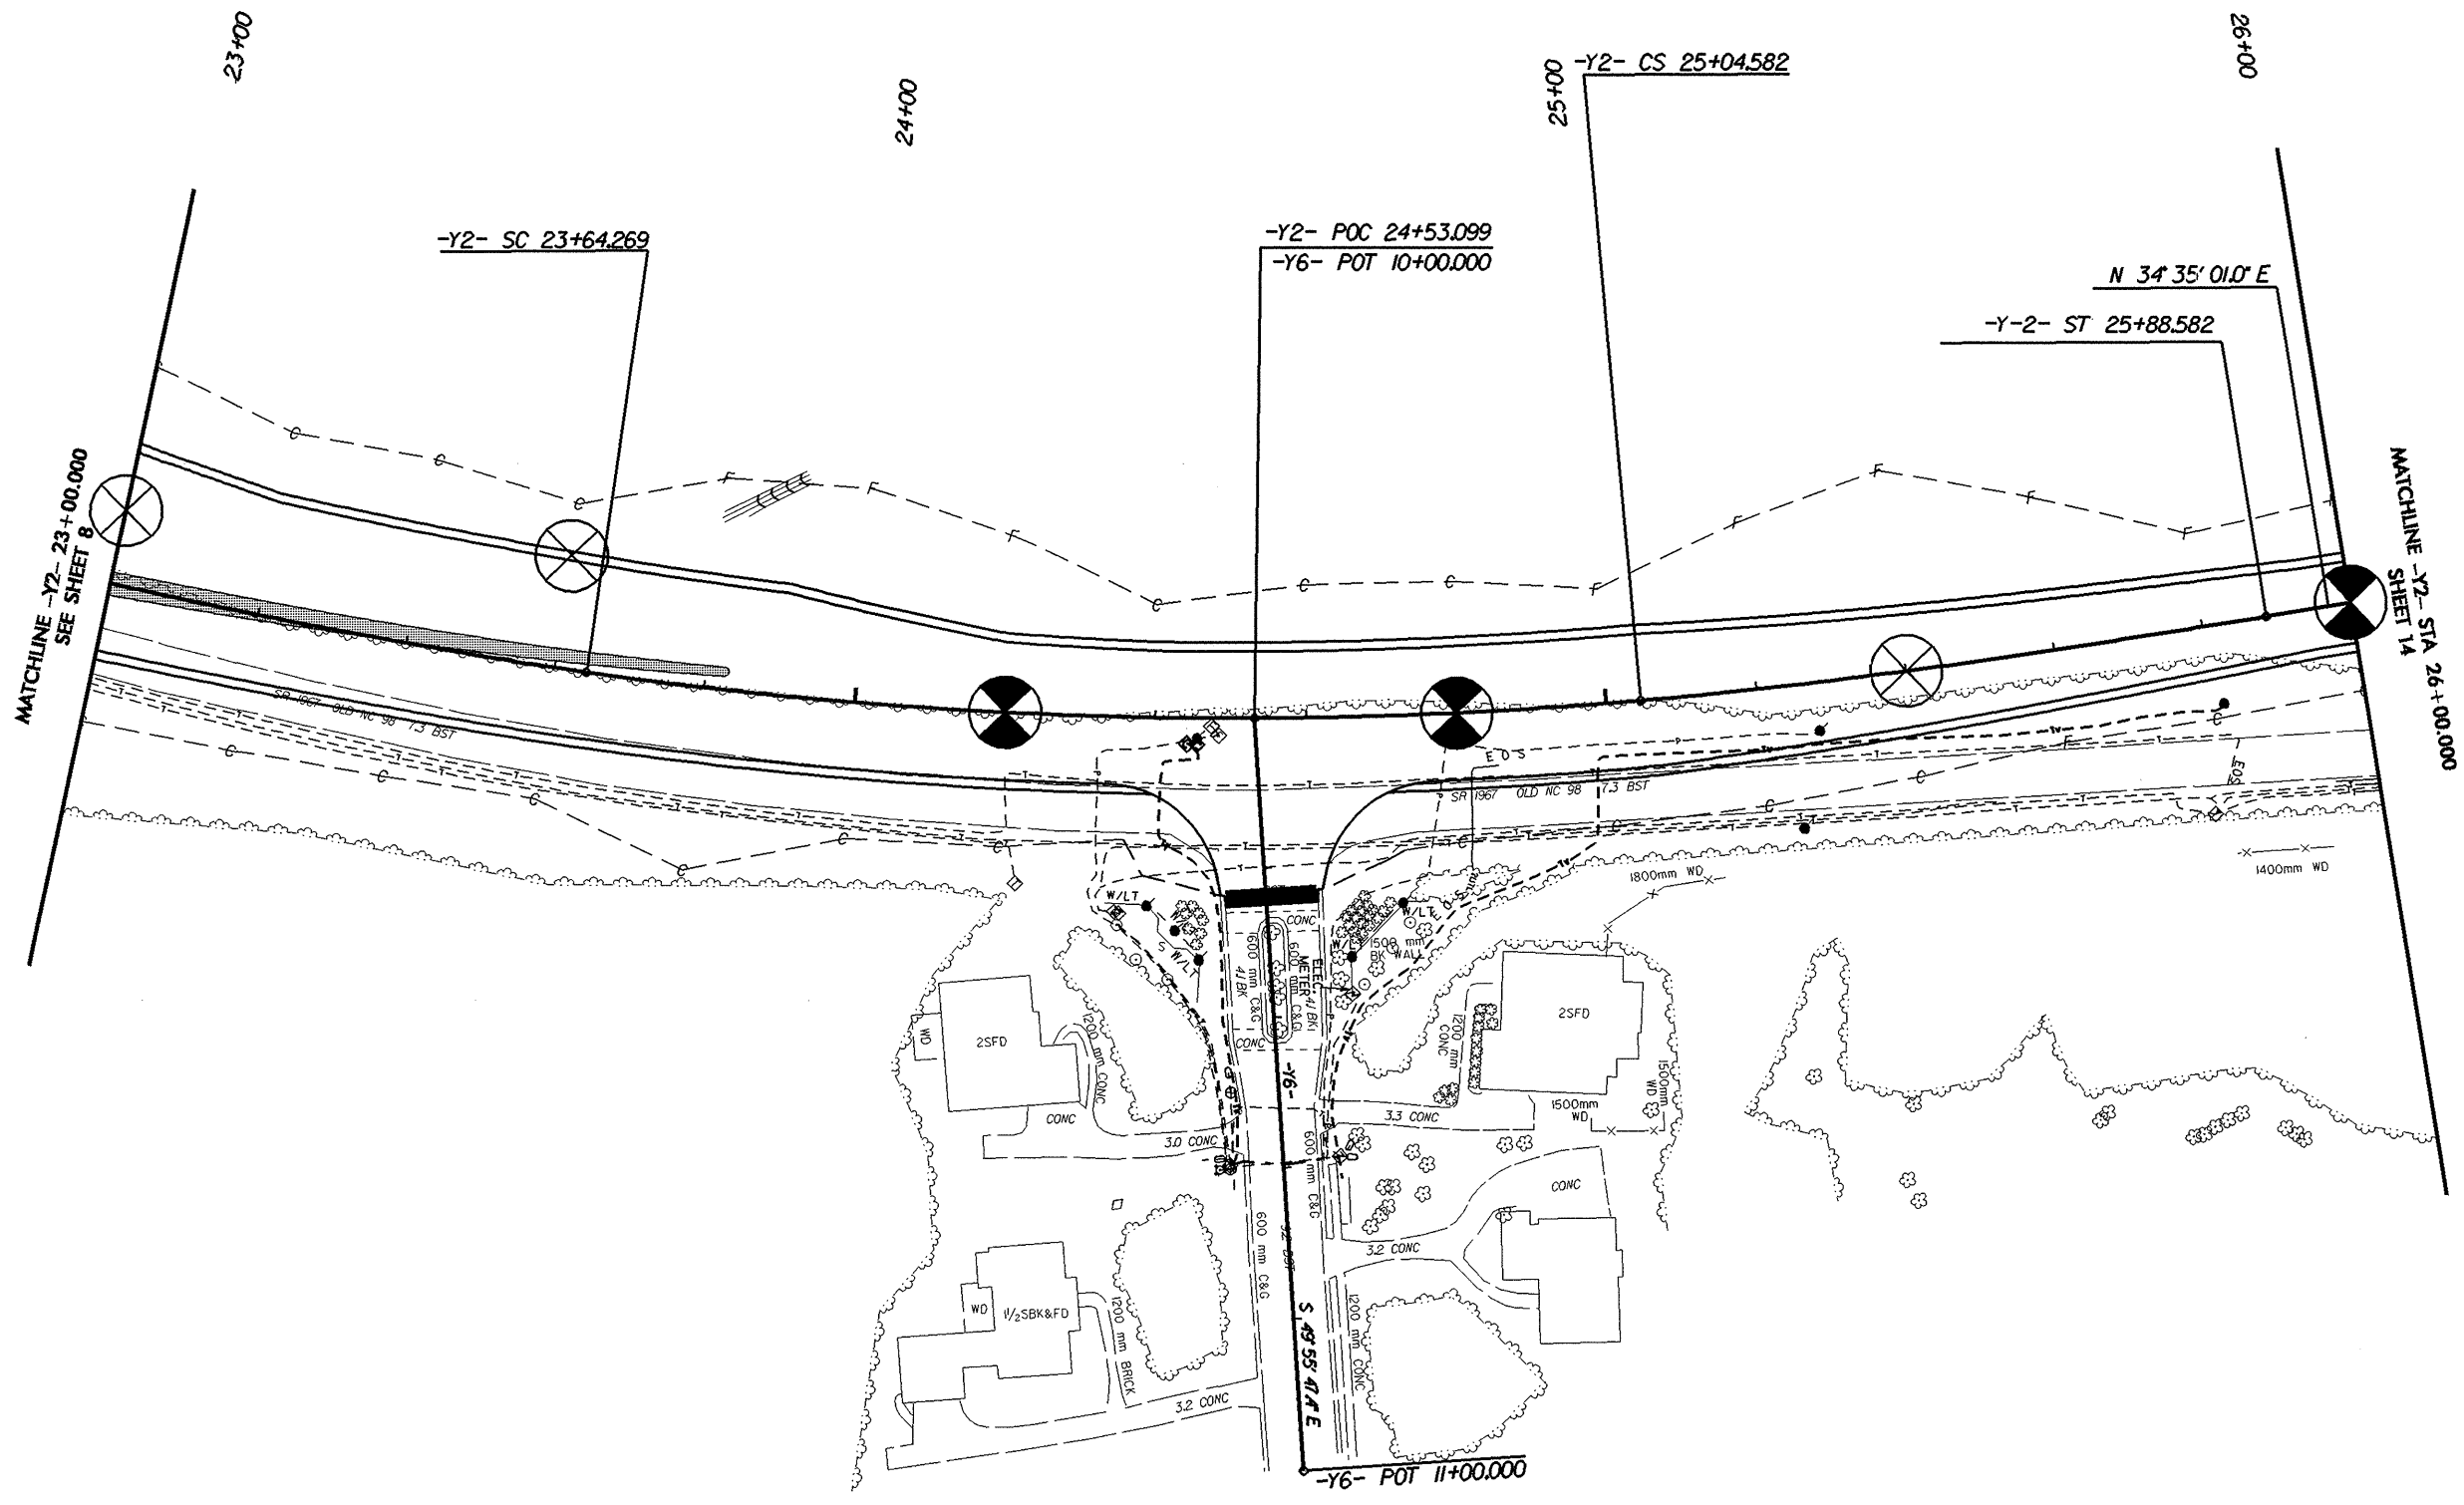 23+00
24+00
25+00
26+00
-Y2- CS 25+04.582
-Y2- SC 23+64.269
-Y2- POC 24+53.099
-Y6- POT 10+00.000
N 34° 35' 01.0" E
-Y-2- ST 25+88.582
MATCHLINE -Y2- 23+00.000
SEE SHEET 8
MATCHLINE -Y2- STA 26+00.000
SHEET 14
C
C
C
F
F
F
C
C
C
F
F
F
F
F
SR 1967 OLD NC 98 7.3 BST
SR 1967 OLD NC 98 7.3 BST
E O S
EOS
C
C
C
C
C
C
C
C
C
C
C
C
F
W/LT
S
W/LT
W/LT
E O S
1500 mm
BK WALL
CONC
600 mm C&G
600 mm C&G
4.1 BK
4.1 BK
ELEC
METER
CONC
1800mm WD
1400mm WD
2SFD
WD
1200 mm CONC
CONC
3.0 CONC
2SFD
1200 mm
CONC
1500mm
WD
1500mm
WD
3.3 CONC
-Y6-
600 mm C&G
600 mm C&G
CONC
3.2 CONC
WD
1 1/2SBK&FD
1200 mm BRICK
1200 mm CONC
3.2 CONC
S 49° 55' 47.4" E
-Y6- POT 11+00.000